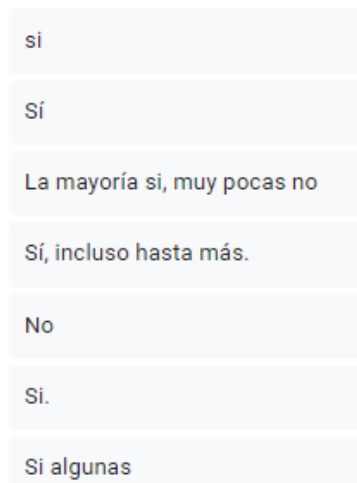 si
Sí
La mayoría si, muy pocas no
Sí, incluso hasta más.
No
Si.
Si algunas